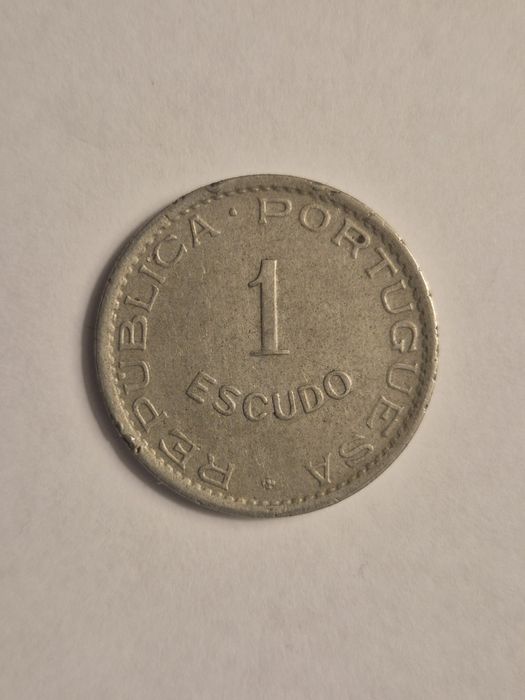 REPUBLICA · PORTUGUESA
1
ESCUDO